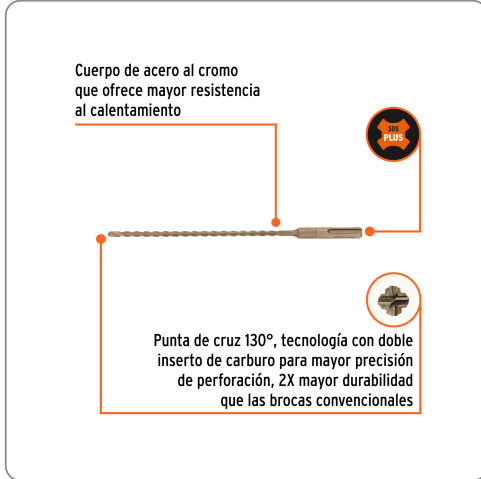 Cuerpo de acero al cromo
que ofrece mayor resistencia
al calentamiento
SDS
PLUS
Punta de cruz 130°, tecnología con doble
inserto de carburo para mayor precisión
de perforación, 2X mayor durabilidad
que las brocas convencionales